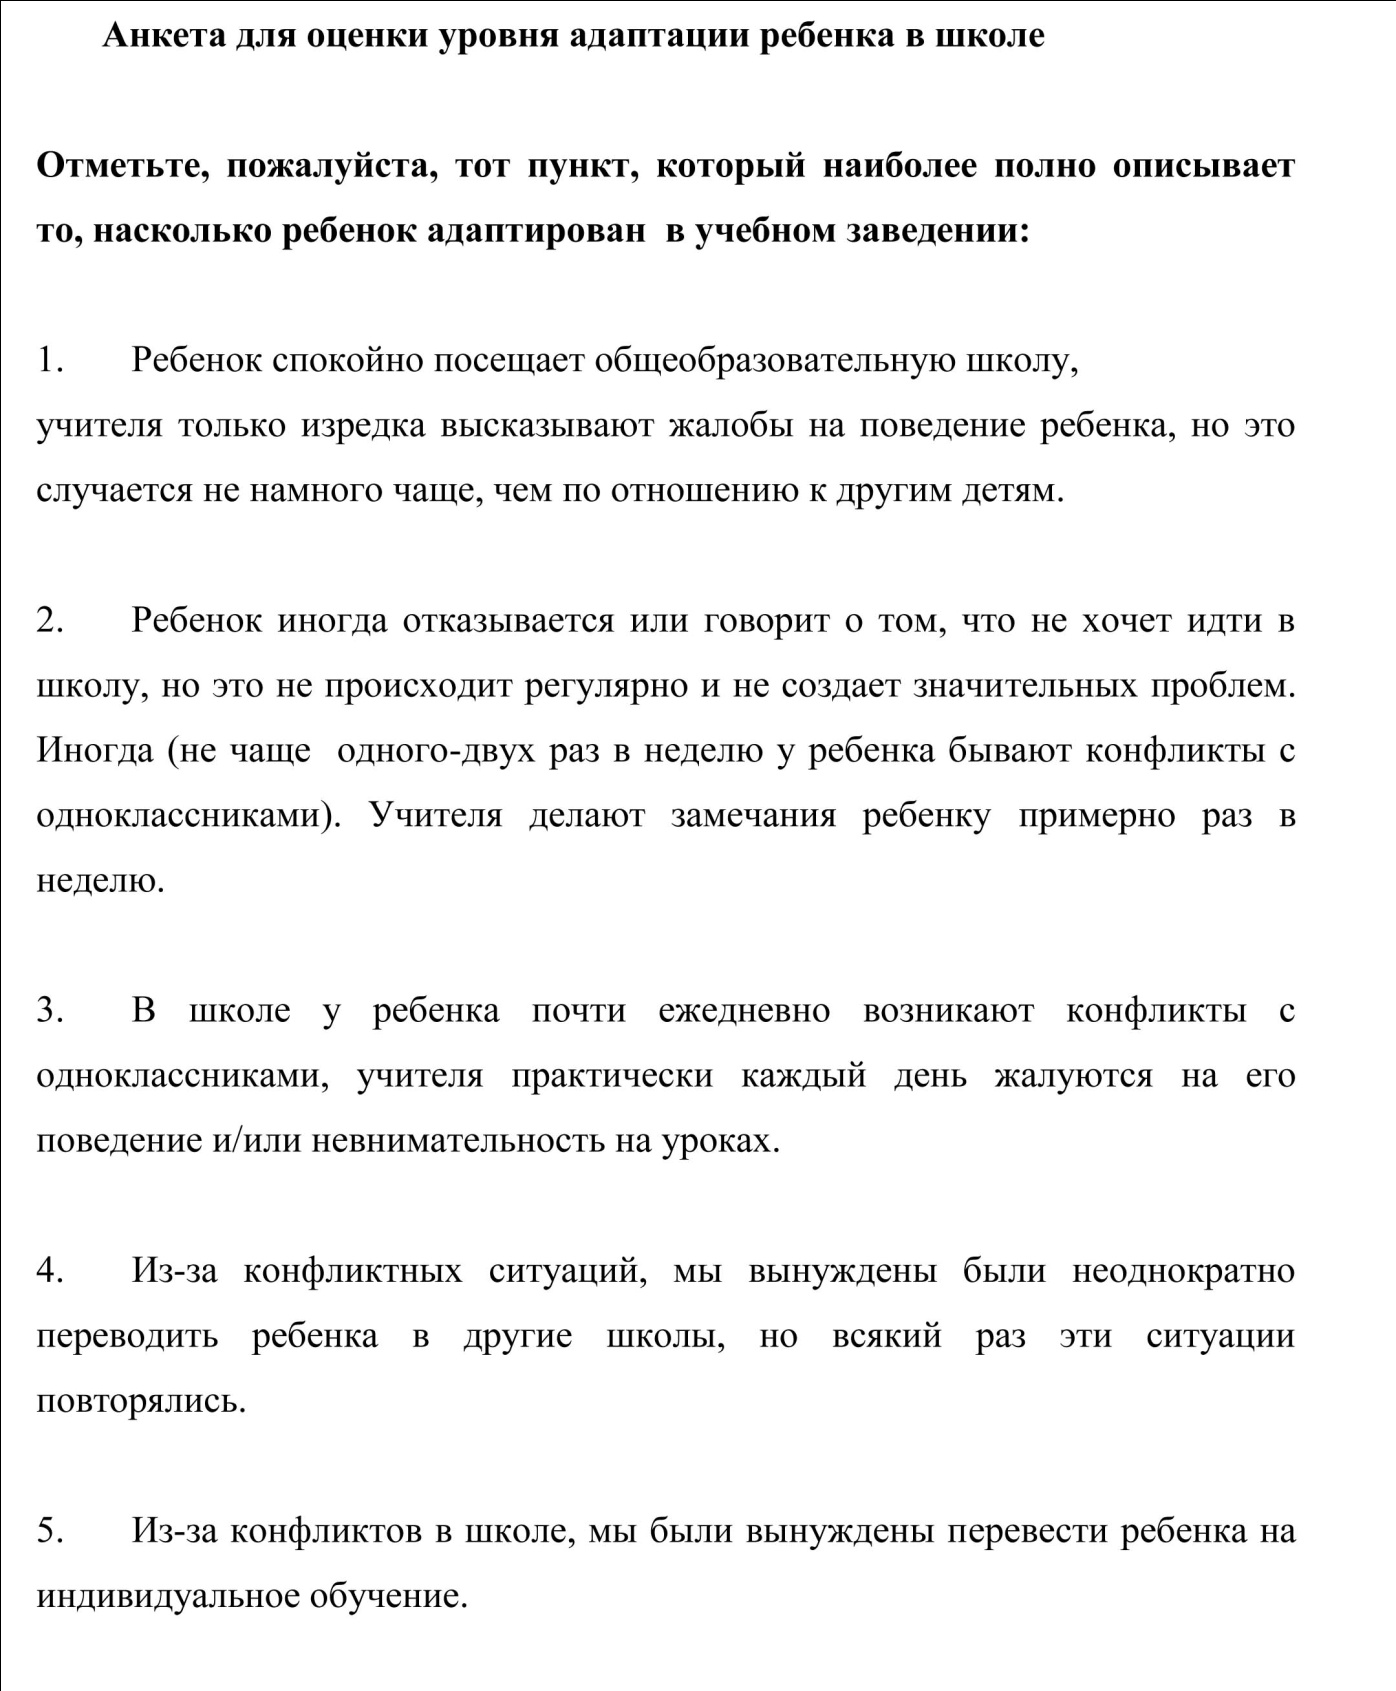 Анкета для оценки уровня адаптации ребенка в школе
Отметьте, пожалуйста, тот пункт, который наиболее полно описывает
то, насколько ребенок адаптирован  в учебном заведении:
1. Ребенок спокойно посещает общеобразовательную школу,
учителя только изредка высказывают жалобы на поведение ребенка, но это
случается не намного чаще, чем по отношению к другим детям.
2. Ребенок иногда отказывается или говорит о том, что не хочет идти в
школу, но это не происходит регулярно и не создает значительных проблем.
Иногда (не чаще  одного-двух раз в неделю у ребенка бывают конфликты с
одноклассниками). Учителя делают замечания ребенку примерно раз в
неделю.
3. В школе у ребенка почти ежедневно возникают конфликты с
одноклассниками, учителя практически каждый день жалуются на его
поведение и/или невнимательность на уроках.
4. Из-за конфликтных ситуаций, мы вынуждены были неоднократно
переводить ребенка в другие школы, но всякий раз эти ситуации
повторялись.
5. Из-за конфликтов в школе, мы были вынуждены перевести ребенка на
индивидуальное обучение.